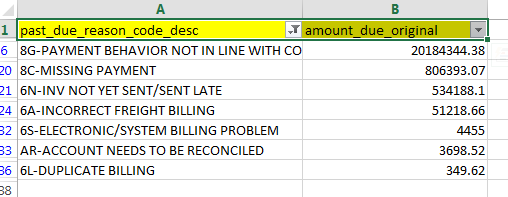 A B
1 past_due_reason_code_desc amount_due_original
6 8G-PAYMENT BEHAVIOR NOT IN LINE WITH CO 20184344.38
20 8C-MISSING PAYMENT 806393.07
21 6N-INV NOT YET SENT/SENT LATE 534188.1
24 6A-INCORRECT FREIGHT BILLING 51218.66
32 6S-ELECTRONIC/SYSTEM BILLING PROBLEM 4455
33 AR-ACCOUNT NEEDS TO BE RECONCILED 3698.52
36 6L-DUPLICATE BILLING 349.62
38